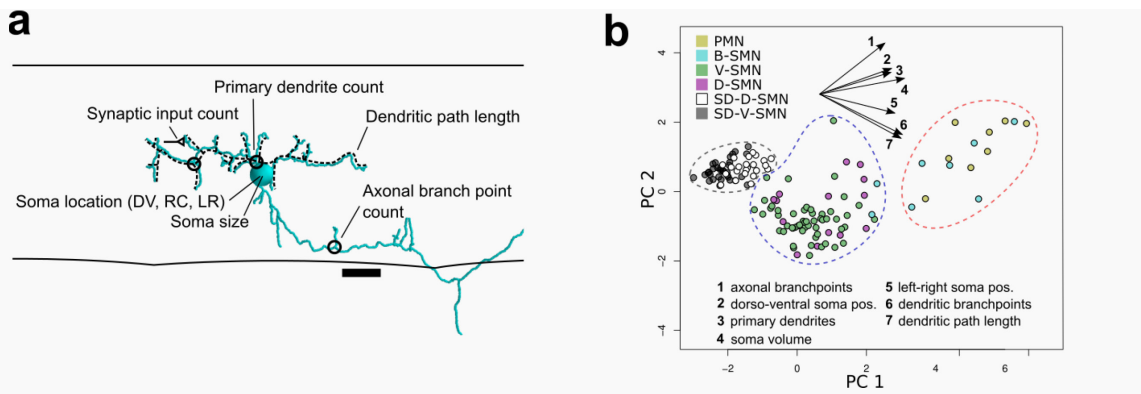 a
Primary dendrite count
Synaptic input count
Dendritic path length
Soma location (DV, RC, LR)
Soma size
Axonal branch point
count
b
PMN
B-SMN
V-SMN
D-SMN
SD-D-SMN
SD-V-SMN
1
2
3
4
5
6
7
4
2
0
−2
−4
PC 2
1 axonal branchpoints
2 dorso-ventral soma pos.
3 primary dendrites
4 soma volume
5 left-right soma pos.
6 dendritic branchpoints
7 dendritic path length
−2 0 2 4 6
PC 1